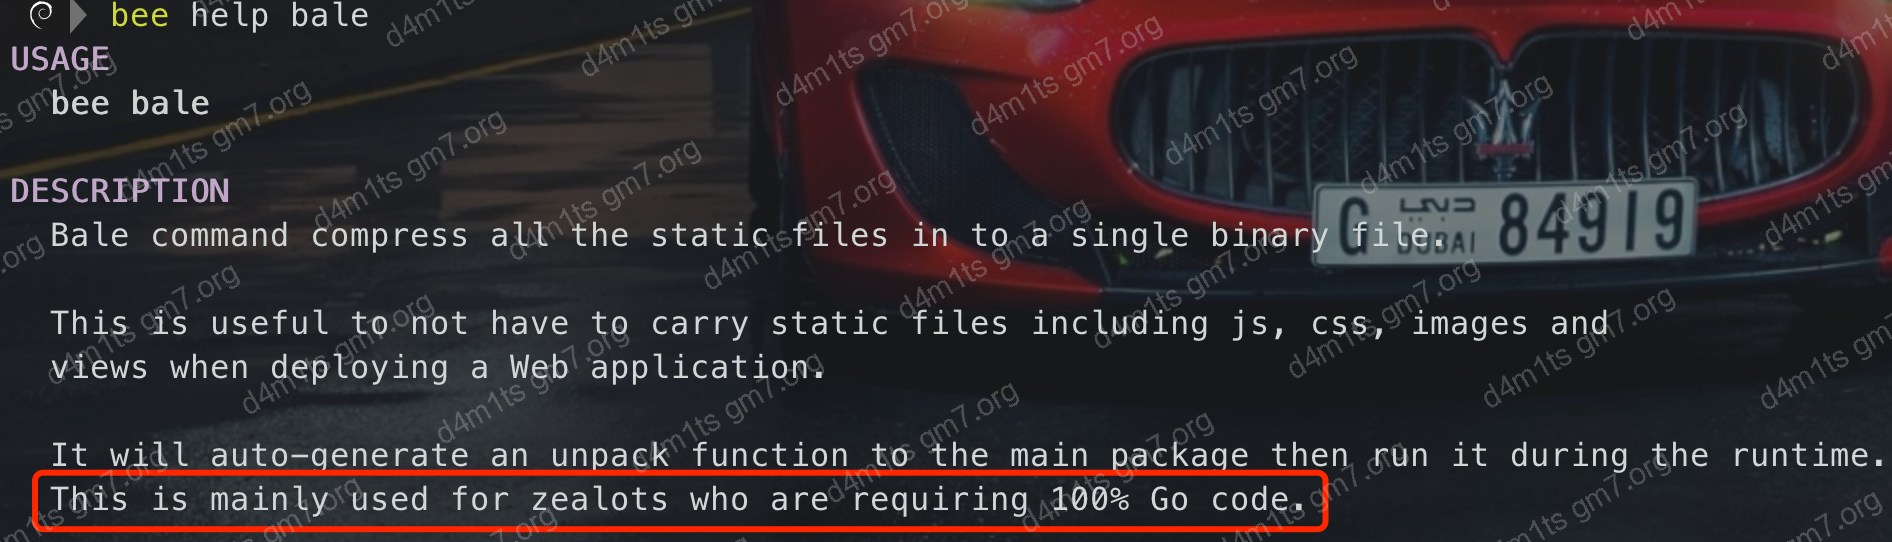 bee help bale
USAGE
bee bale
DESCRIPTION
Bale command compress all the static files in to a single binary file.
This is useful to not have to carry static files including js, css, images and
views when deploying a Web application.
It will auto-generate an unpack function to the main package then run it during the runtime.
This is mainly used for zealots who are requiring 100% Go code.
G DUBAI 84919
d4m1ts gm7.org